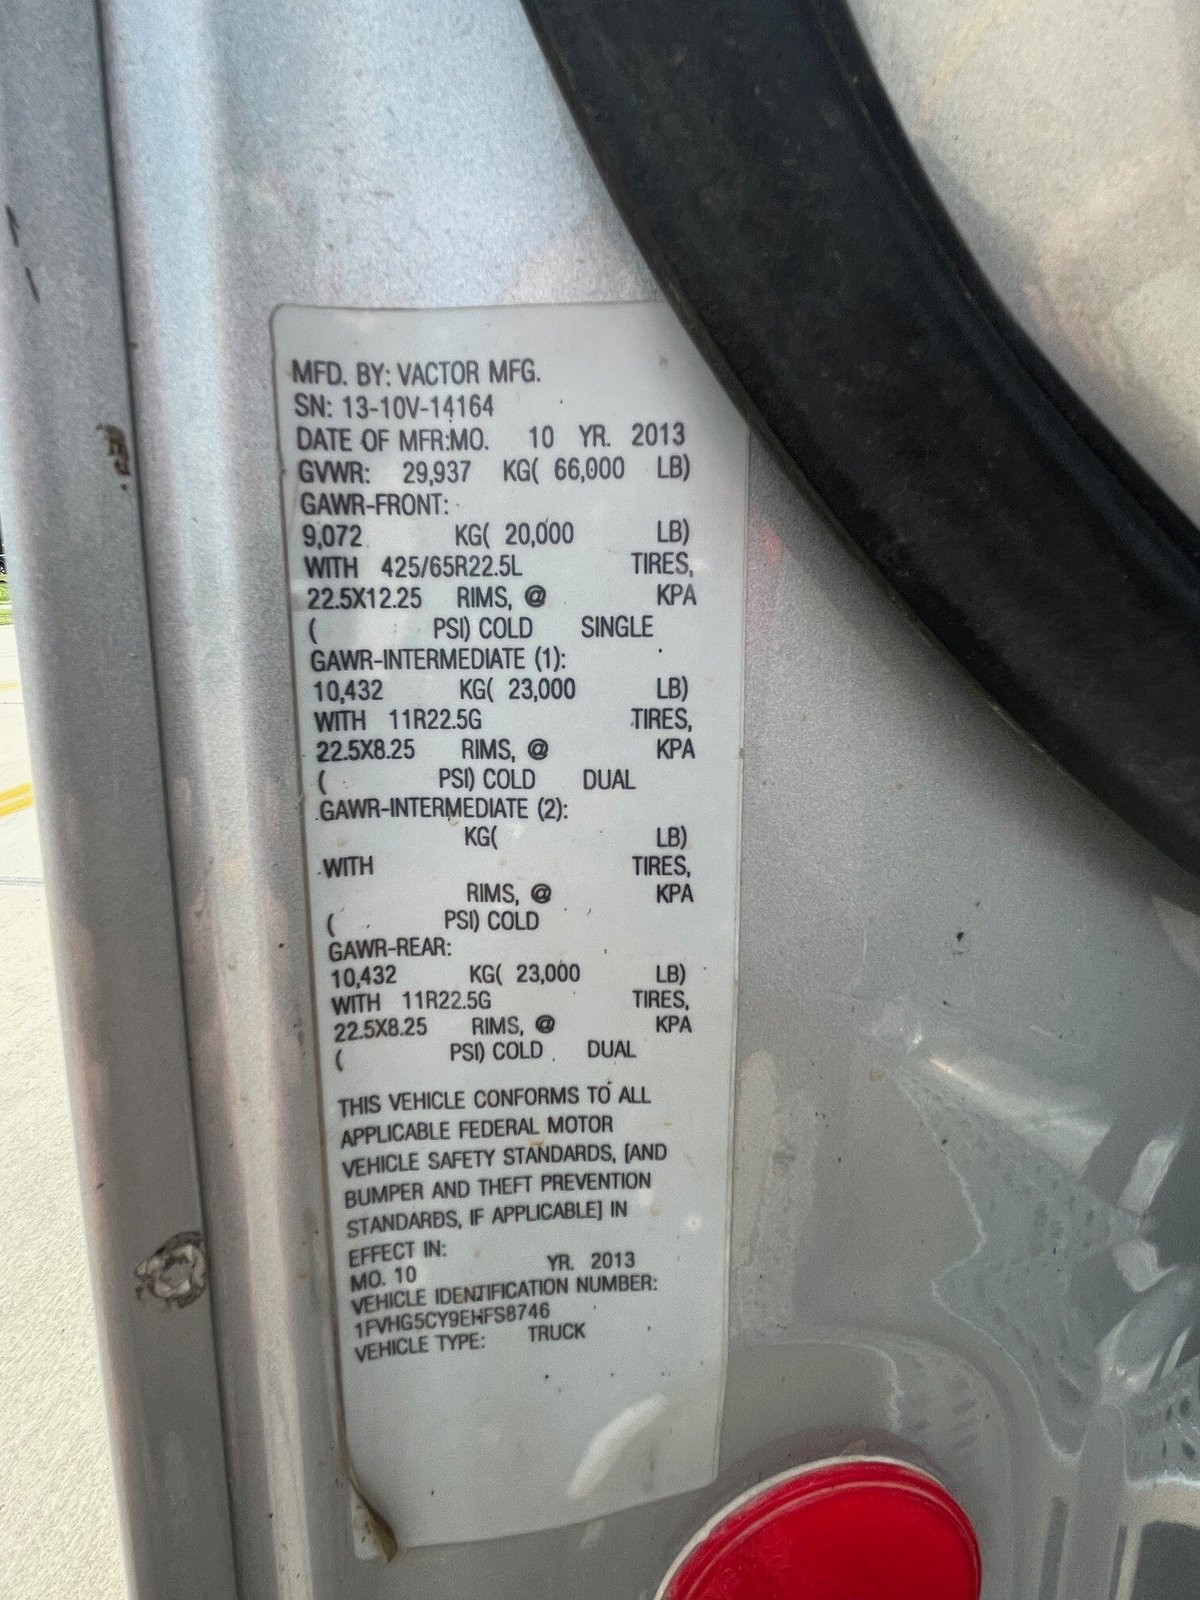 MFD. BY: VACTOR MFG.
SN: 13-10V-14164
DATE OF MFR:MO. 10 YR. 2013
GVWR: 29,937 KG( 66,000 LB)
GAWR-FRONT:
9,072 KG( 20,000 LB)
WITH 425/65R22.5L TIRES,
22.5X12.25 RIMS, @ KPA
( PSI) COLD SINGLE
GAWR-INTERMEDIATE (1):
10,432 KG( 23,000 LB)
WITH 11R22.5G TIRES,
22.5X8.25 RIMS, @ KPA
( PSI) COLD DUAL
GAWR-INTERMEDIATE (2):
KG( LB)
WITH TIRES,
RIMS, @ KPA
( PSI) COLD
GAWR-REAR:
10,432 KG( 23,000 LB)
WITH 11R22.5G TIRES,
22.5X8.25 RIMS, @ KPA
( PSI) COLD DUAL
THIS VEHICLE CONFORMS TO ALL
APPLICABLE FEDERAL MOTOR
VEHICLE SAFETY STANDARDS, [AND
BUMPER AND THEFT PREVENTION
STANDARDS, IF APPLICABLE] IN
EFFECT IN:
MO. 10 YR. 2013
VEHICLE IDENTIFICATION NUMBER:
1FVHG5CY9EHFS8746
VEHICLE TYPE: TRUCK